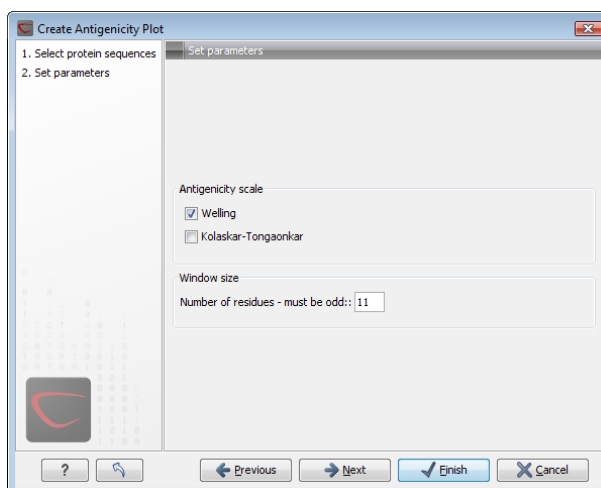 Create Antigenicity Plot
1. Select protein sequences
2. Set parameters
Set parameters
Antigenicity scale
Welling
Kolaskar-Tongaonkar
Window size
Number of residues - must be odd:: 11
? Previous Next Finish Cancel